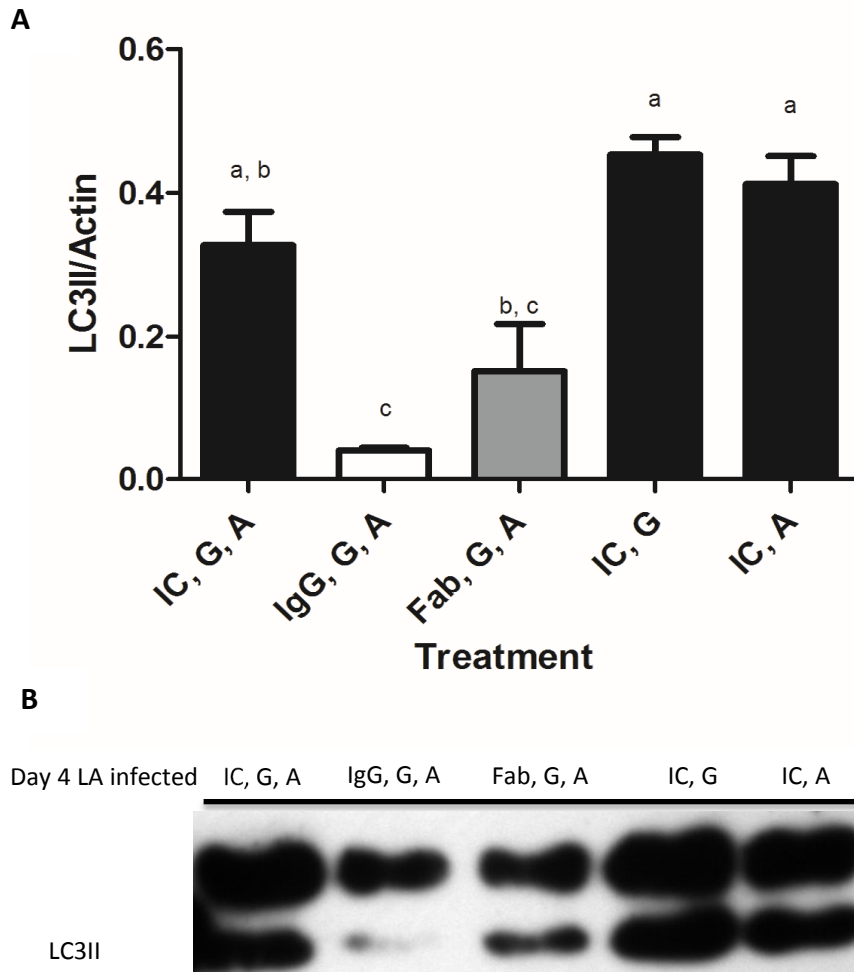 A
0.6
0.4
0.2
0.0
LC3II/Actin
a, b
c
b, c
a
a
IC, G, A
IgG, G, A
Fab, G, A
IC, G
IC, A
Treatment
B
Day 4 LA infected IC, G, A IgG, G, A Fab, G, A IC, G IC, A
LC3II